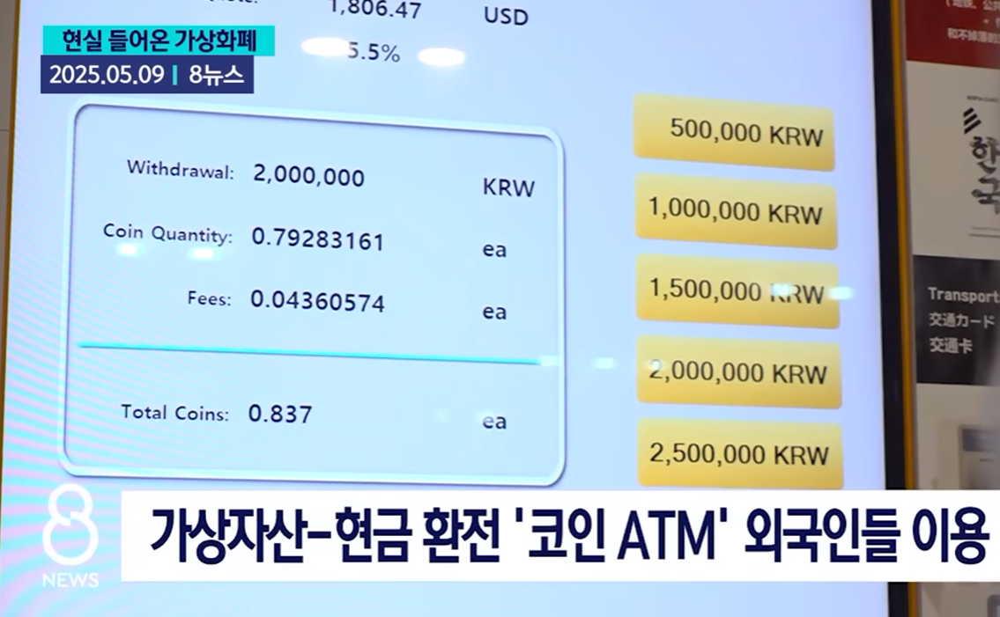 1,806.47 USD
현실 들어온 가상화폐
5.5%
2025.05.09 | 8뉴스
Withdrawal: 2,000,000 KRW
Coin Quantity: 0.79283161 ea
Fees: 0.04360574 ea
Total Coins: 0.837 ea
500,000 KRW
1,000,000 KRW
1,500,000 KRW
2,000,000 KRW
2,500,000 KRW
한
국
Transport
交通カード
交通卡
8
NEWS
가상자산-현금 환전 '코인 ATM' 외국인들 이용